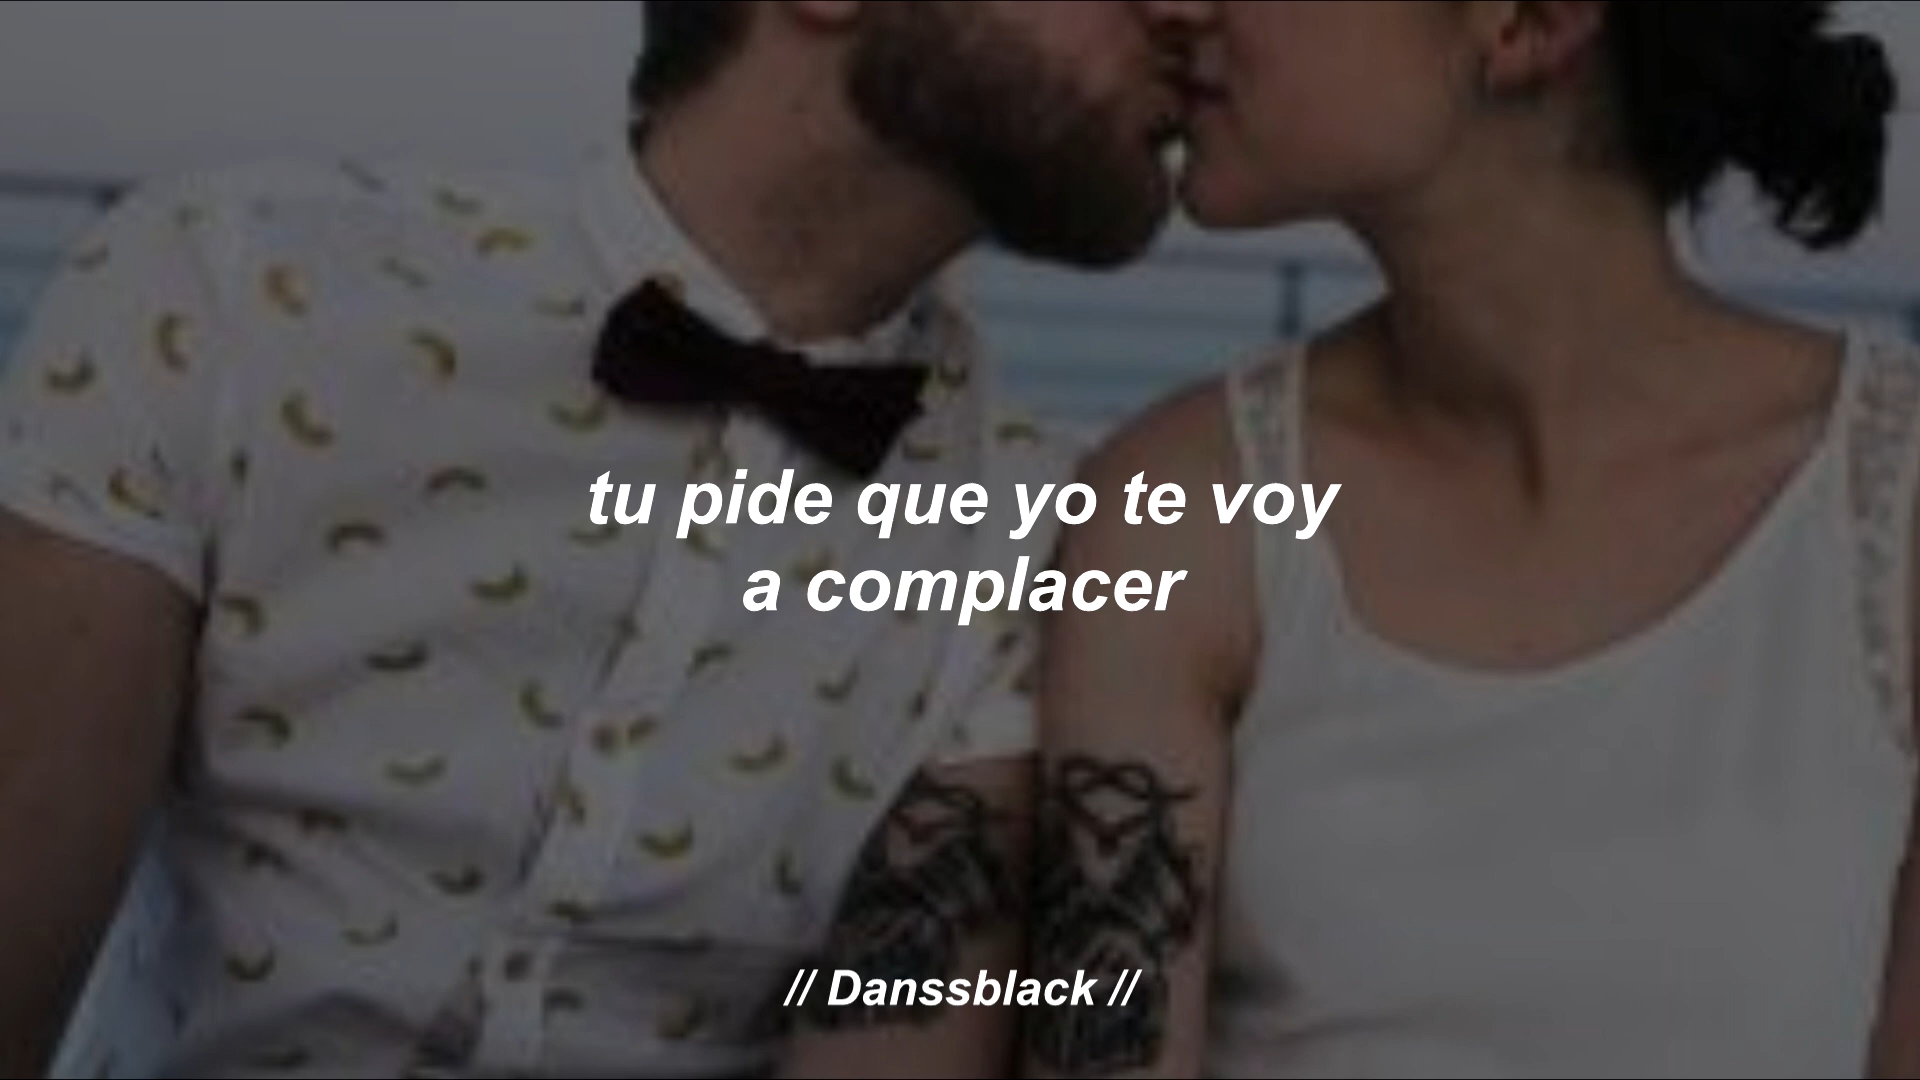 tu pide que yo te voy
a complacer
// Danssblack //